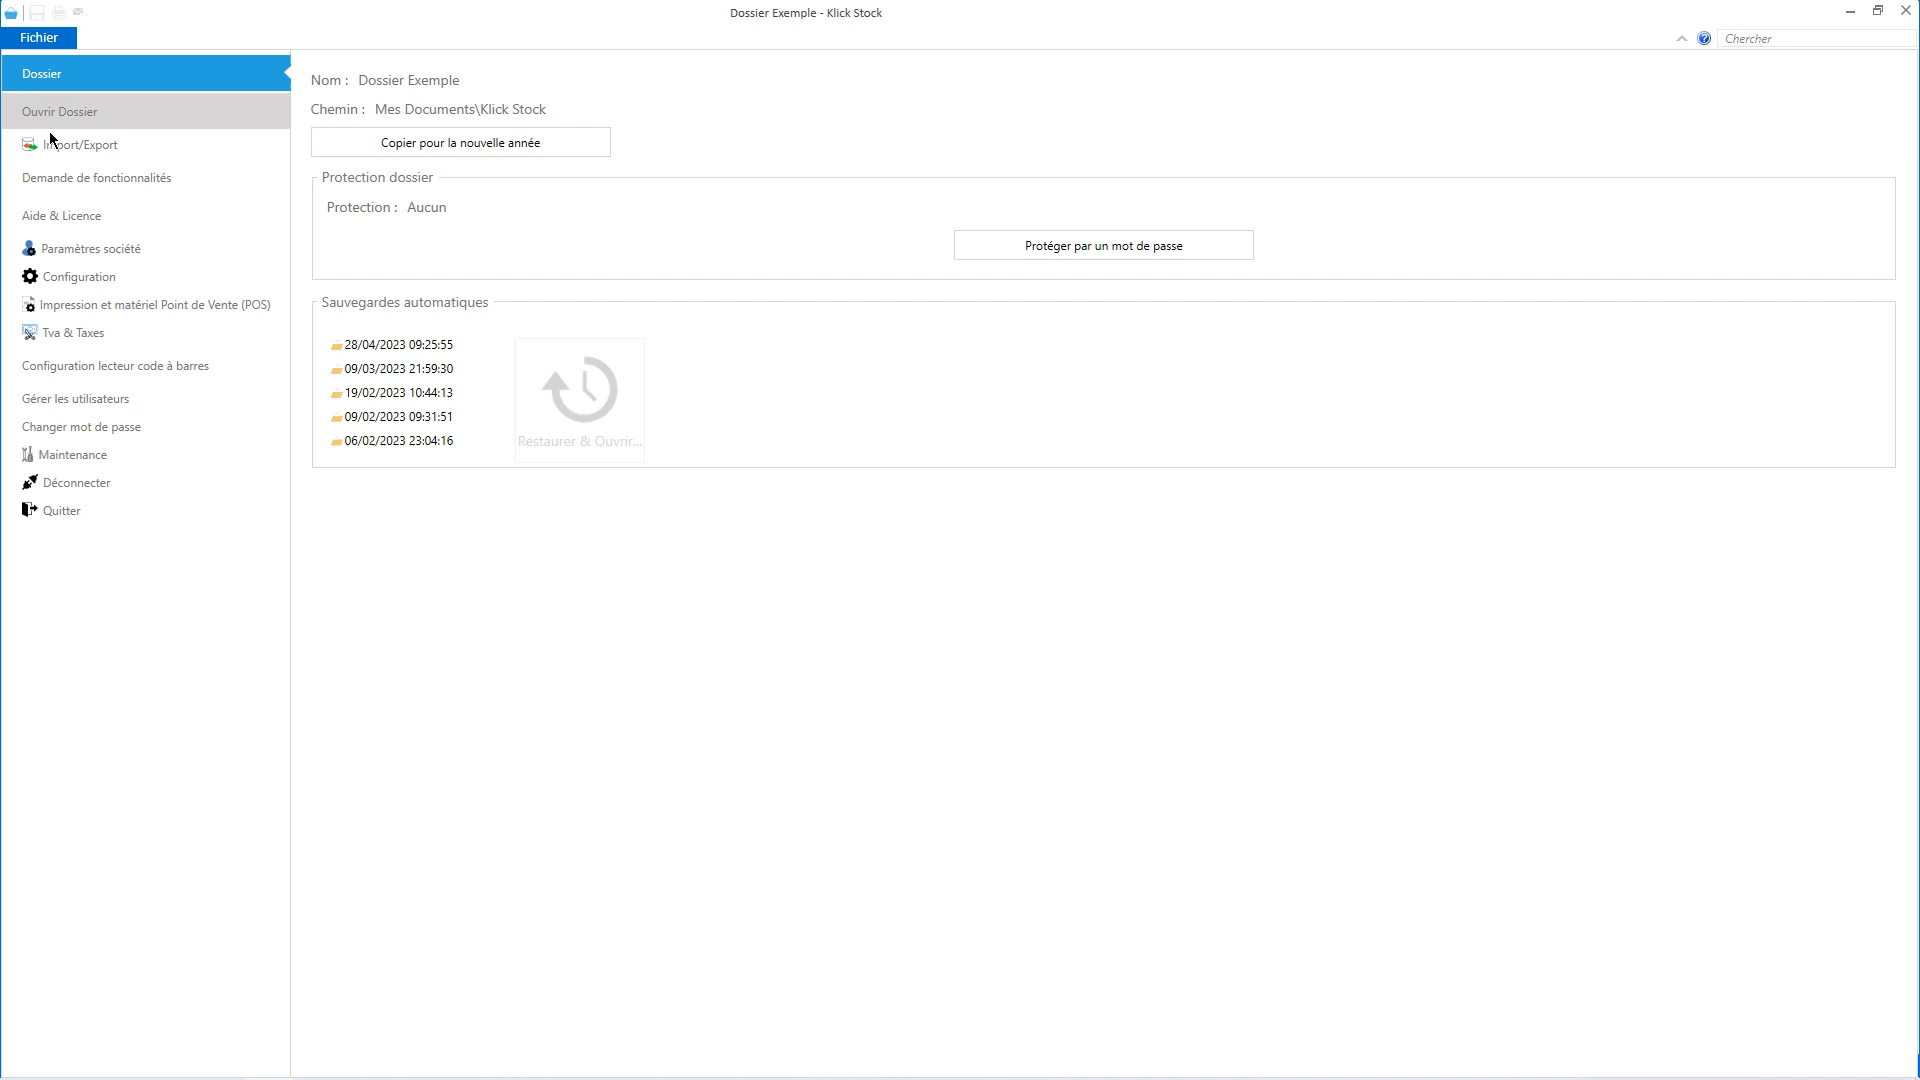 Dossier Exemple - Klick Stock
Fichier
Chercher
Dossier
Ouvrir Dossier
Import/Export
Demande de fonctionnalités
Aide & Licence
Paramètres société
Configuration
Impression et matériel Point de Vente (POS)
Tva & Taxes
Configuration lecteur code à barres
Gérer les utilisateurs
Changer mot de passe
Maintenance
Déconnecter
Quitter
Nom : Dossier Exemple
Chemin : Mes Documents\Klick Stock
Copier pour la nouvelle année
Protection dossier
Protection : Aucun
Protéger par un mot de passe
Sauvegardes automatiques
28/04/2023 09:25:55
09/03/2023 21:59:30
19/02/2023 10:44:13
09/02/2023 09:31:51
06/02/2023 23:04:16
Restaurer & Ouvrir...